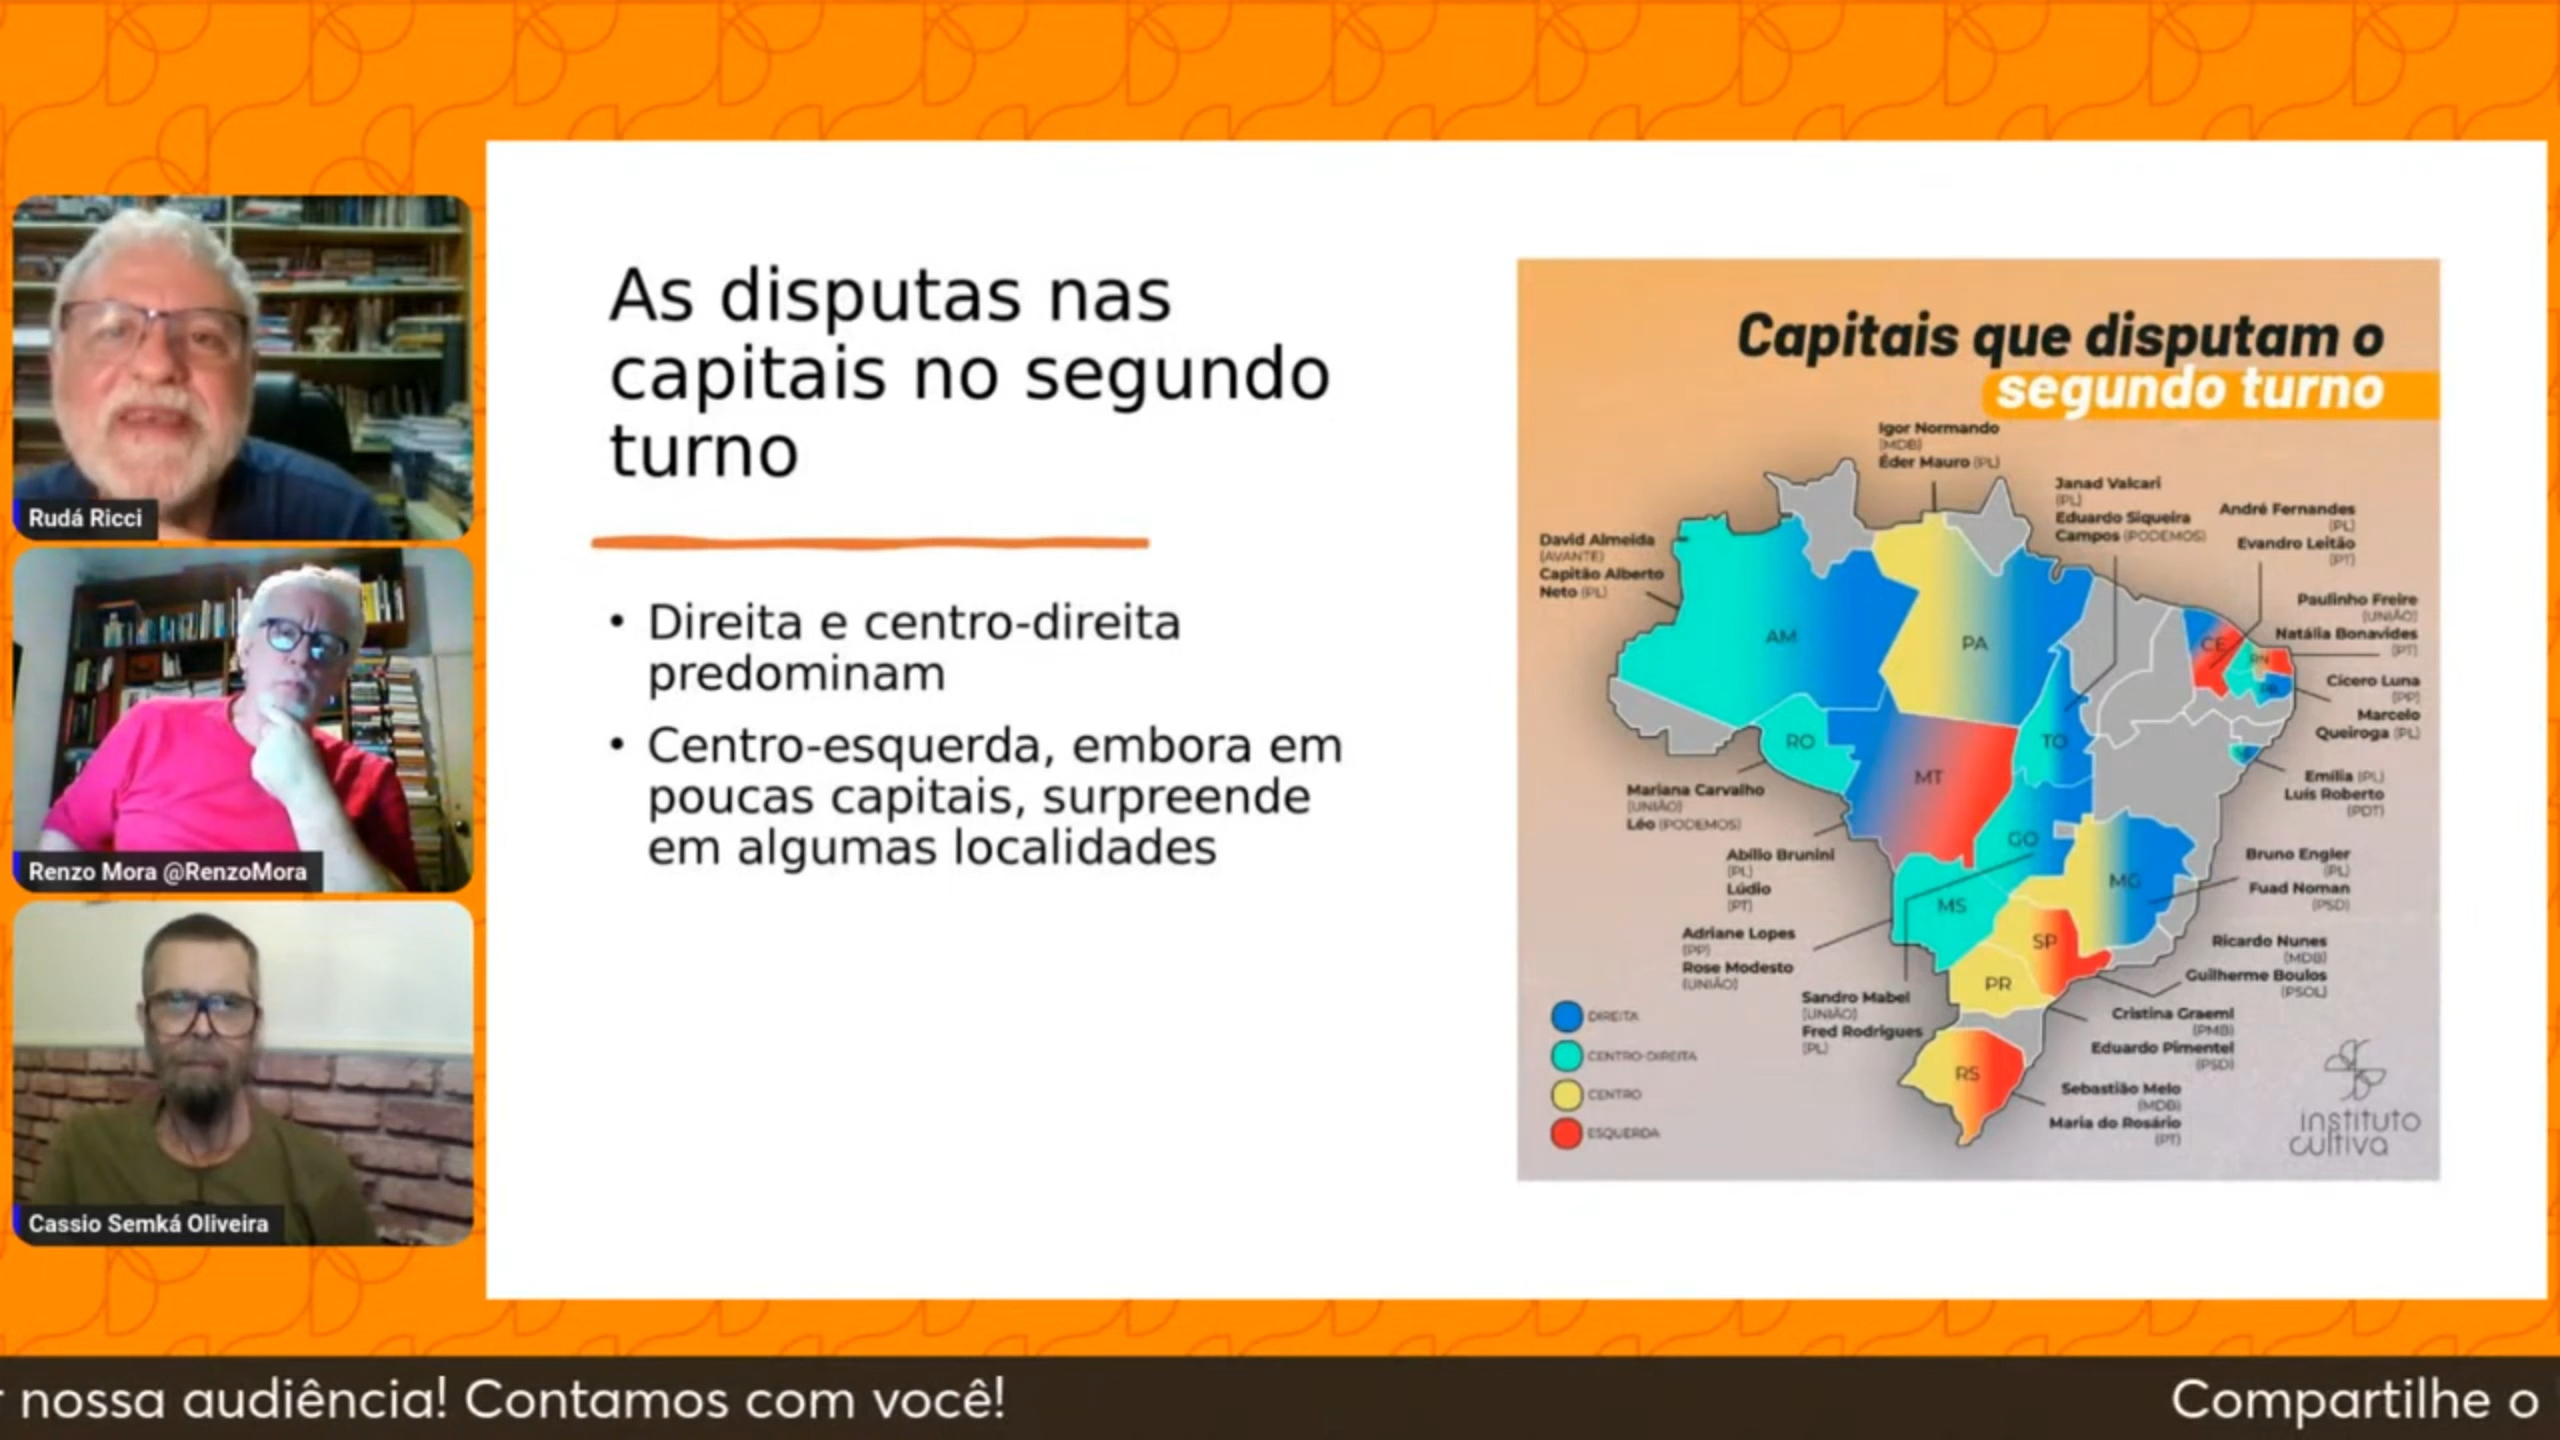 Rudá Ricci
Renzo Mora @RenzoMora
Cassio Semká Oliveira
As disputas nas
capitais no segundo
turno
• Direita e centro-direita
predominam
• Centro-esquerda, embora em
poucas capitais, surpreende
em algumas localidades
Capitais que disputam o
segundo turno
Igor Normando
(MDB)
Éder Mauro (PL)
Janad Valcari
(PL)
Eduardo Siqueira
Campos (PODEMOS)
André Fernandes
(PL)
Evandro Leitão
(PT)
David Almeida
(AVANTE)
Capitão Alberto
Neto (PL)
Paulinho Freire
(UNIÃO)
Natália Bonavides
(PT)
Cícero Luna
(PP)
Marcelo
Queiroga (PL)
Emília (PL)
Luís Roberto
(PDT)
Mariana Carvalho
(UNIÃO)
Léo (PODEMOS)
Abílio Brunini
(PL)
Lúdio
(PT)
Bruno Engler
(PL)
Fuad Noman
(PSD)
Adriane Lopes
(PP)
Rose Modesto
(UNIÃO)
Ricardo Nunes
(MDB)
Guilherme Boulos
(PSOL)
Sandro Mabel
(UNIÃO)
Fred Rodrigues
(PL)
Cristina Graeml
(PMB)
Eduardo Pimentel
(PSD)
Sebastião Melo
(MDB)
Maria do Rosário
(PT)
AM
PA
CE
RN
PB
RO
MT
TO
GO
MG
MS
SP
PR
RS
DIREITA
CENTRO-DIREITA
CENTRO
ESQUERDA
instituto
cultiva
nossa audiência! Contamos com você!
Compartilhe o